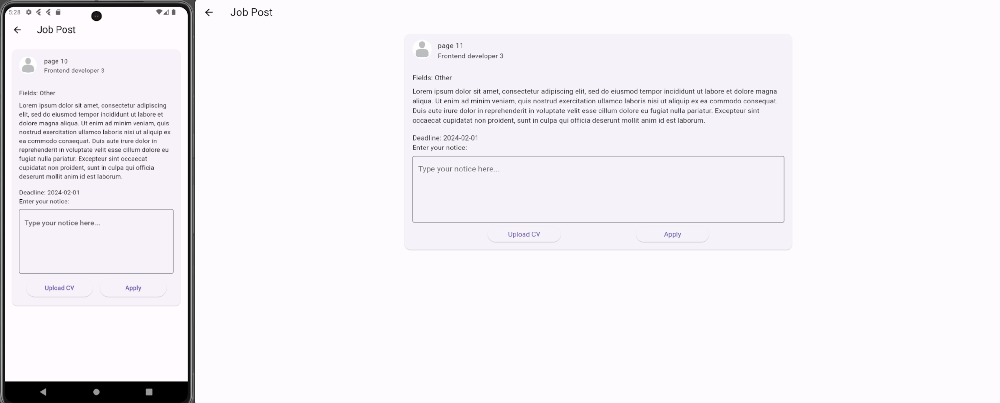 5:28
Job Post
page 10
Frontend developer 3
Fields: Other
Lorem ipsum dolor sit amet, consectetur adipiscing
elit, sed do eiusmod tempor incididunt ut labore et
dolore magna aliqua. Ut enim ad minim veniam, quis
nostrud exercitation ullamco laboris nisi ut aliquip ex
ea commodo consequat. Duis aute irure dolor in
reprehenderit in voluptate velit esse cillum dolore eu
fugiat nulla pariatur. Excepteur sint occaecat
cupidatat non proident, sunt in culpa qui officia
deserunt mollit anim id est laborum.
Deadline: 2024-02-01
Enter your notice:
Type your notice here...
Upload CV
Apply
Job Post
page 11
Frontend developer 3
Fields: Other
Lorem ipsum dolor sit amet, consectetur adipiscing elit, sed do eiusmod tempor incididunt ut labore et dolore magna
aliqua. Ut enim ad minim veniam, quis nostrud exercitation ullamco laboris nisi ut aliquip ex ea commodo consequat.
Duis aute irure dolor in reprehenderit in voluptate velit esse cillum dolore eu fugiat nulla pariatur. Excepteur sint
occaecat cupidatat non proident, sunt in culpa qui officia deserunt mollit anim id est laborum.
Deadline: 2024-02-01
Enter your notice:
Type your notice here...
Upload CV
Apply